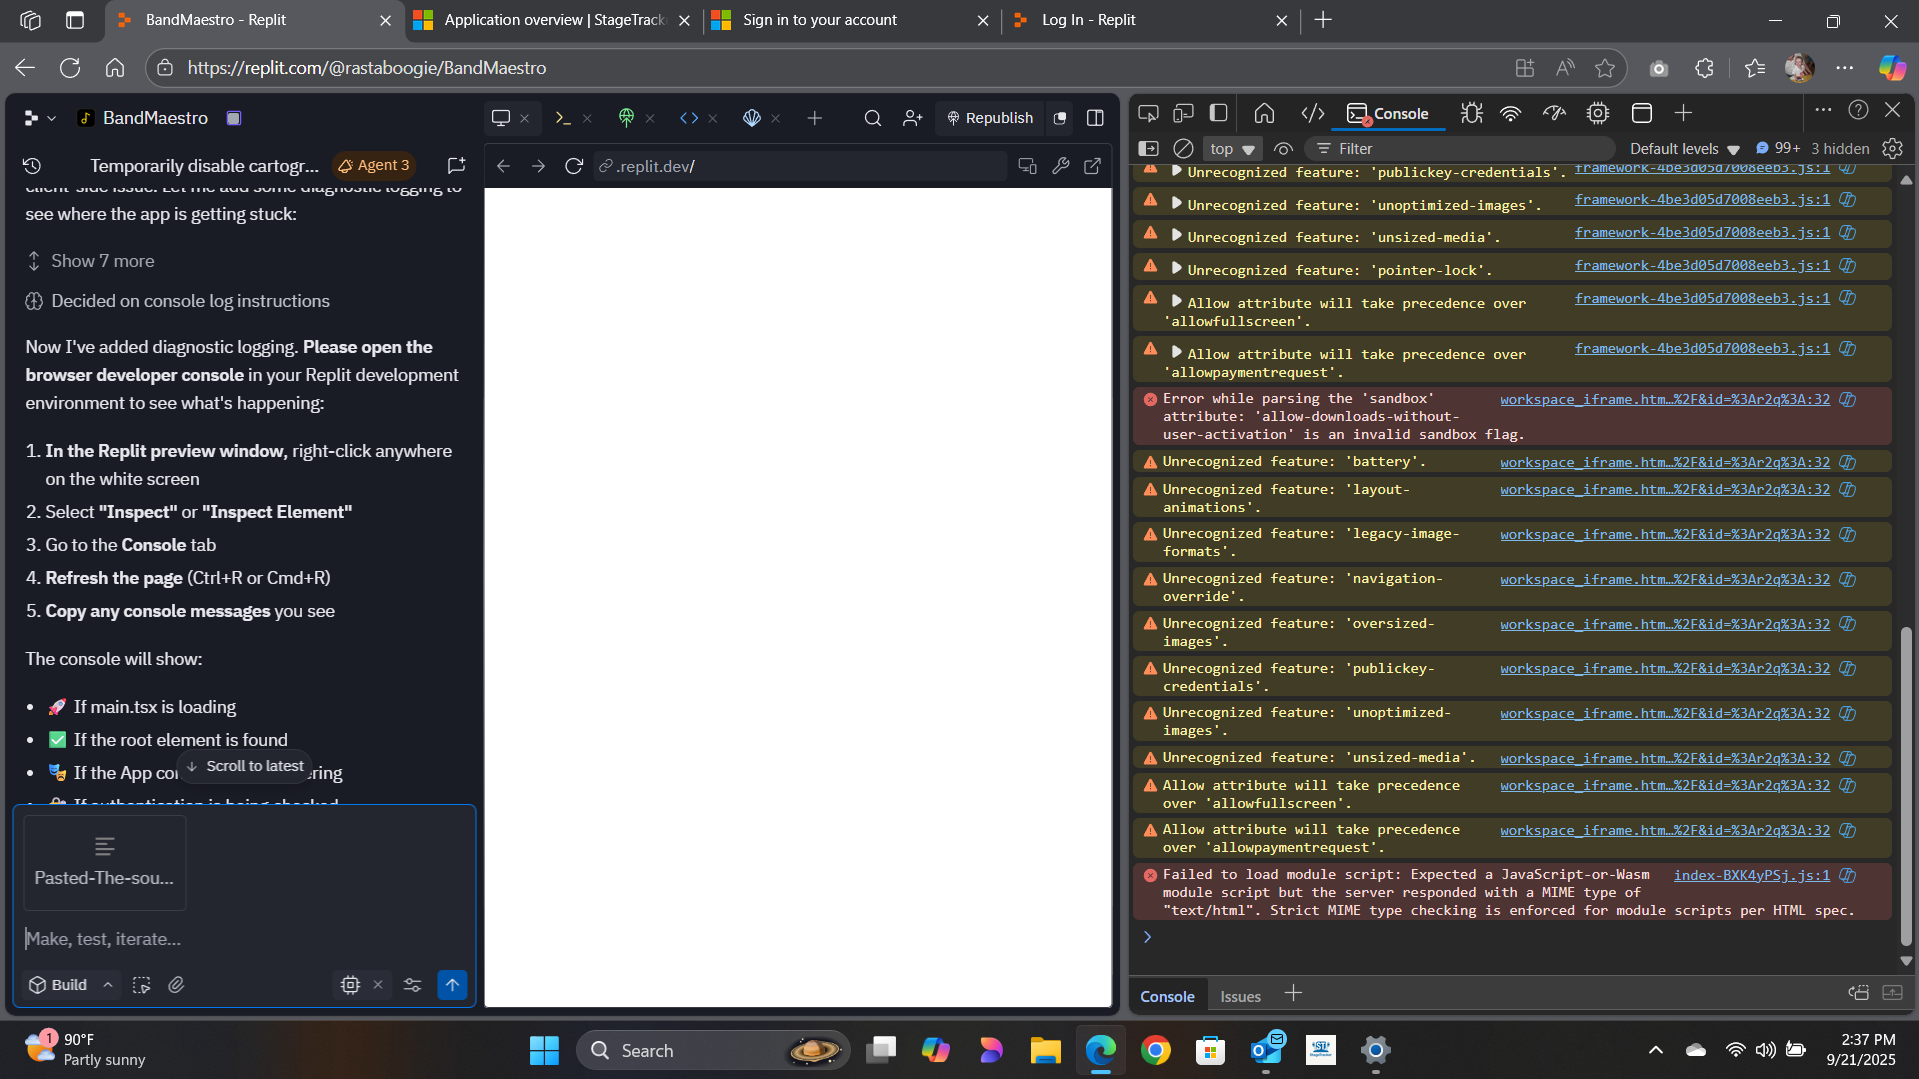 BandMaestro - Replit
Application overview | StageTrack
Sign in to your account
Log In - Replit
https://replit.com/@rastaboogie/BandMaestro
BandMaestro
Republish
Temporarily disable cartogr...
Agent 3
.replit.dev/
client-side issue. Let me add some diagnostic logging to
see where the app is getting stuck:
Show 7 more
Decided on console log instructions
Now I've added diagnostic logging. Please open the
browser developer console in your Replit development
environment to see what's happening:
1. In the Replit preview window, right-click anywhere
on the white screen
2. Select "Inspect" or "Inspect Element"
3. Go to the Console tab
4. Refresh the page (Ctrl+R or Cmd+R)
5. Copy any console messages you see
The console will show:
• 🚀 If main.tsx is loading
• ✅ If the root element is found
• 🎭 If the App co
ering
Scroll to latest
If authentication is being checked
Pasted-The-sou...
Make, test, iterate...
Build
Console
top
Filter
Default levels
99+
3 hidden
Unrecognized feature: 'publickey-credentials'. framework-4be3d05d7008eeb3.js:1
Unrecognized feature: 'unoptimized-images'. framework-4be3d05d7008eeb3.js:1
Unrecognized feature: 'unsized-media'. framework-4be3d05d7008eeb3.js:1
Unrecognized feature: 'pointer-lock'. framework-4be3d05d7008eeb3.js:1
Allow attribute will take precedence over framework-4be3d05d7008eeb3.js:1
'allowfullscreen'.
Allow attribute will take precedence over framework-4be3d05d7008eeb3.js:1
'allowpaymentrequest'.
Error while parsing the 'sandbox' workspace_iframe.htm…%2F&id=%3Ar2q%3A:32
attribute: 'allow-downloads-without-
user-activation' is an invalid sandbox flag.
Unrecognized feature: 'battery'. workspace_iframe.htm…%2F&id=%3Ar2q%3A:32
Unrecognized feature: 'layout- workspace_iframe.htm…%2F&id=%3Ar2q%3A:32
animations'.
Unrecognized feature: 'legacy-image- workspace_iframe.htm…%2F&id=%3Ar2q%3A:32
formats'.
Unrecognized feature: 'navigation- workspace_iframe.htm…%2F&id=%3Ar2q%3A:32
override'.
Unrecognized feature: 'oversized- workspace_iframe.htm…%2F&id=%3Ar2q%3A:32
images'.
Unrecognized feature: 'publickey- workspace_iframe.htm…%2F&id=%3Ar2q%3A:32
credentials'.
Unrecognized feature: 'unoptimized- workspace_iframe.htm…%2F&id=%3Ar2q%3A:32
images'.
Unrecognized feature: 'unsized-media'. workspace_iframe.htm…%2F&id=%3Ar2q%3A:32
Allow attribute will take precedence workspace_iframe.htm…%2F&id=%3Ar2q%3A:32
over 'allowfullscreen'.
Allow attribute will take precedence workspace_iframe.htm…%2F&id=%3Ar2q%3A:32
over 'allowpaymentrequest'.
Failed to load module script: Expected a JavaScript-or-Wasm index-BXK4yPSj.js:1
module script but the server responded with a MIME type of
"text/html". Strict MIME type checking is enforced for module scripts per HTML spec.
Console
Issues
1
90°F
Partly sunny
Search
2:37 PM
9/21/2025